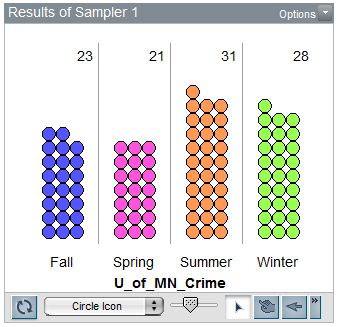 Results of Sampler 1
Options
23 21 31 28
Fall Spring Summer Winter
U_of_MN_Crime
Circle Icon
»